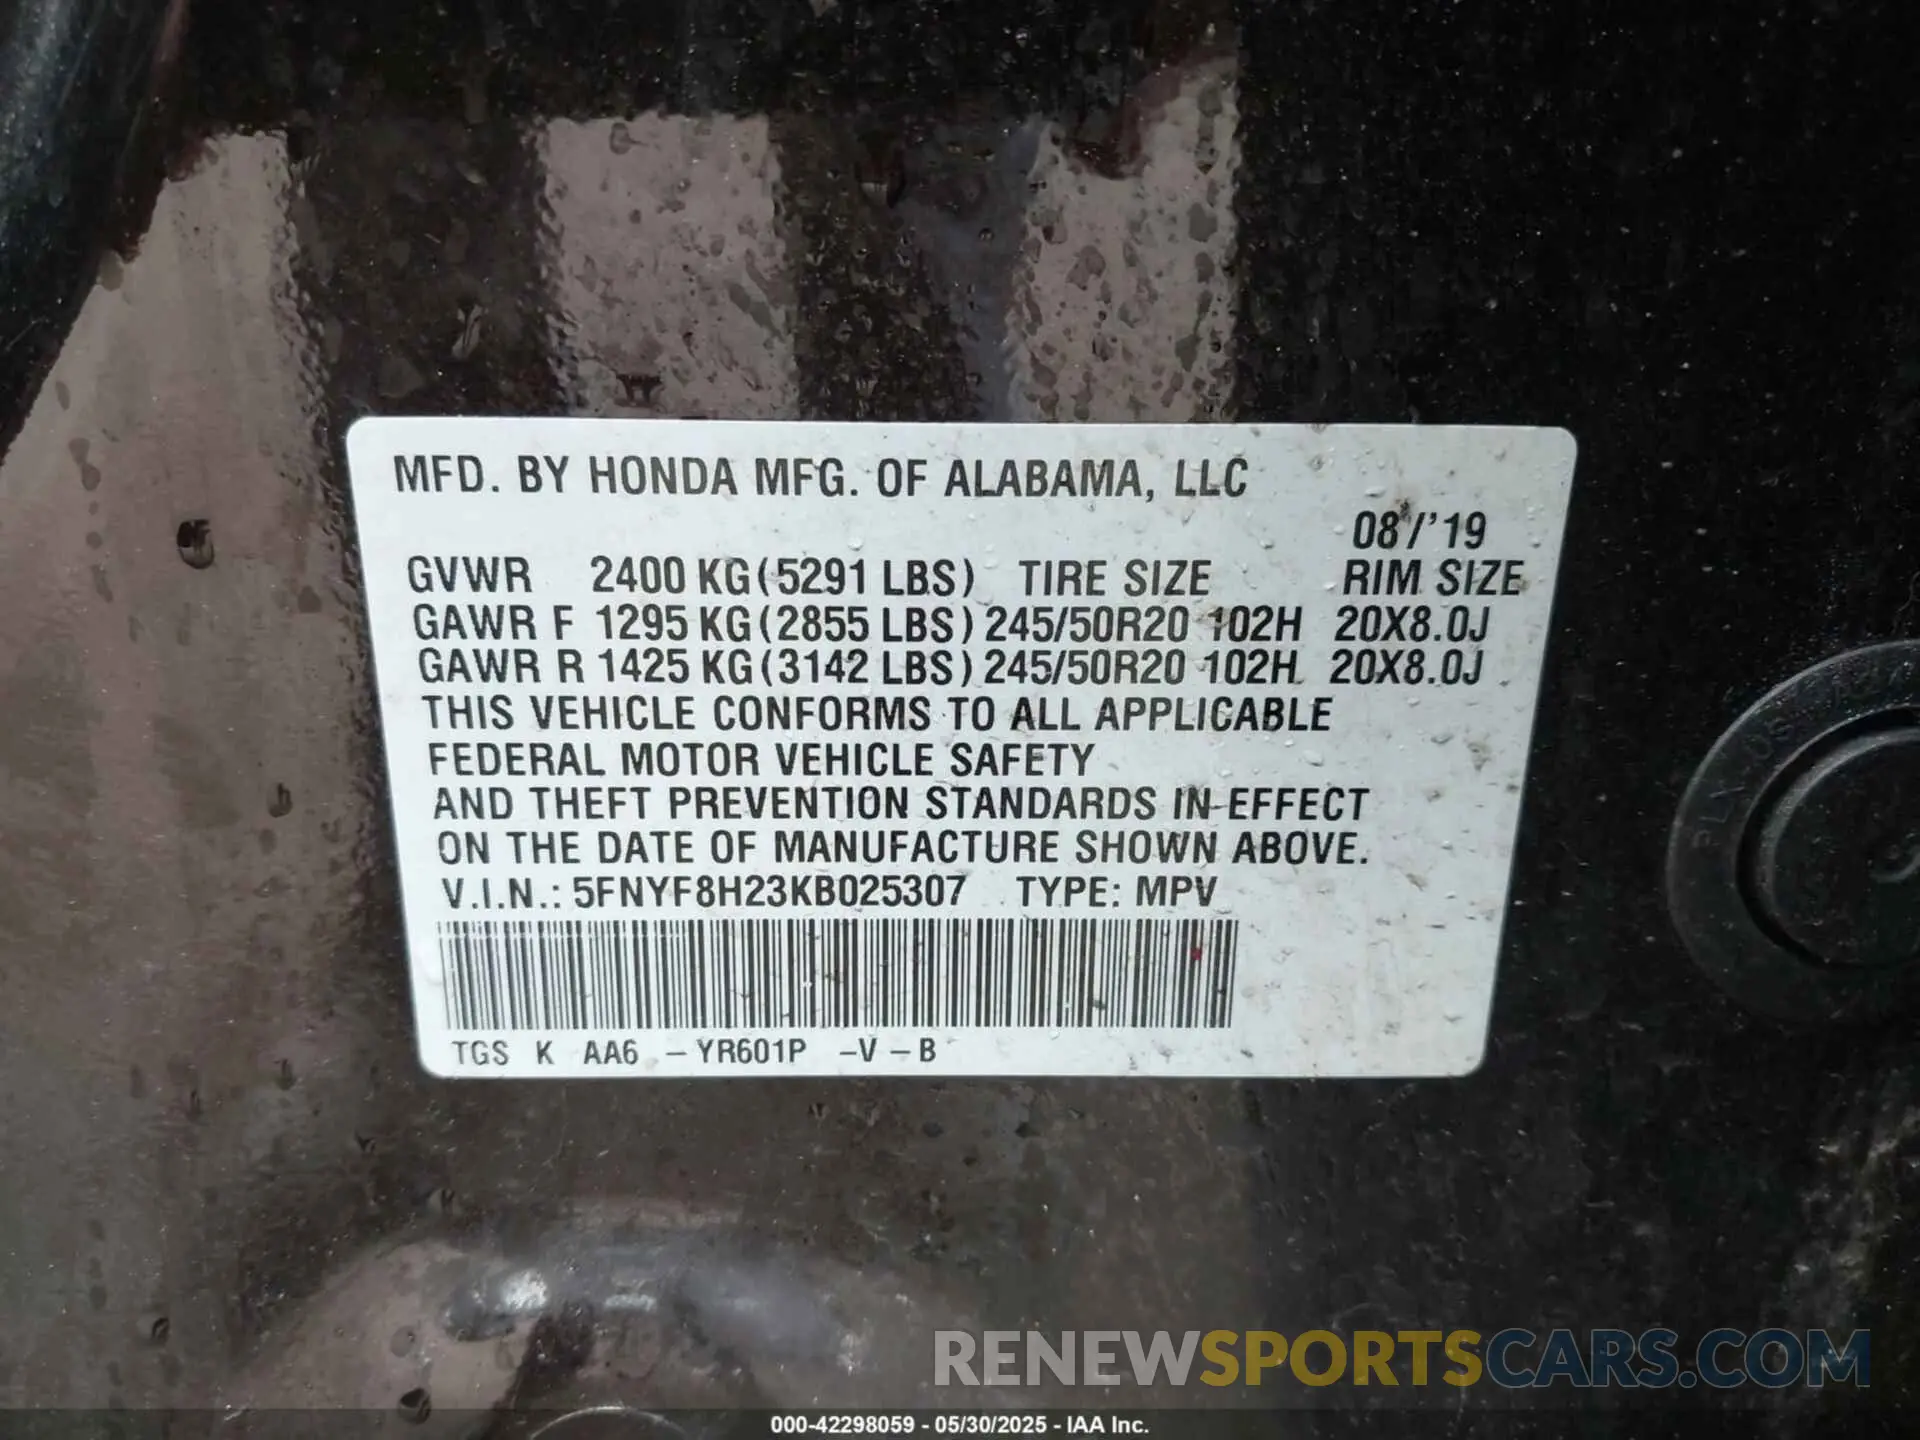 MFD. BY HONDA MFG. OF ALABAMA, LLC
08/'19
GVWR 2400 KG (5291 LBS) TIRE SIZE RIM SIZE
GAWR F 1295 KG (2855 LBS) 245/50R20 102H 20X8.0J
GAWR R 1425 KG (3142 LBS) 245/50R20 102H 20X8.0J
THIS VEHICLE CONFORMS TO ALL APPLICABLE
FEDERAL MOTOR VEHICLE SAFETY
AND THEFT PREVENTION STANDARDS IN EFFECT
ON THE DATE OF MANUFACTURE SHOWN ABOVE.
V.I.N.: 5FNYF8H23KB025307 TYPE: MPV
TGS K AA6 - YR601P -V - B
RENEWSPORTSCARS.COM
000-42298059 - 05/30/2025 - IAA Inc.